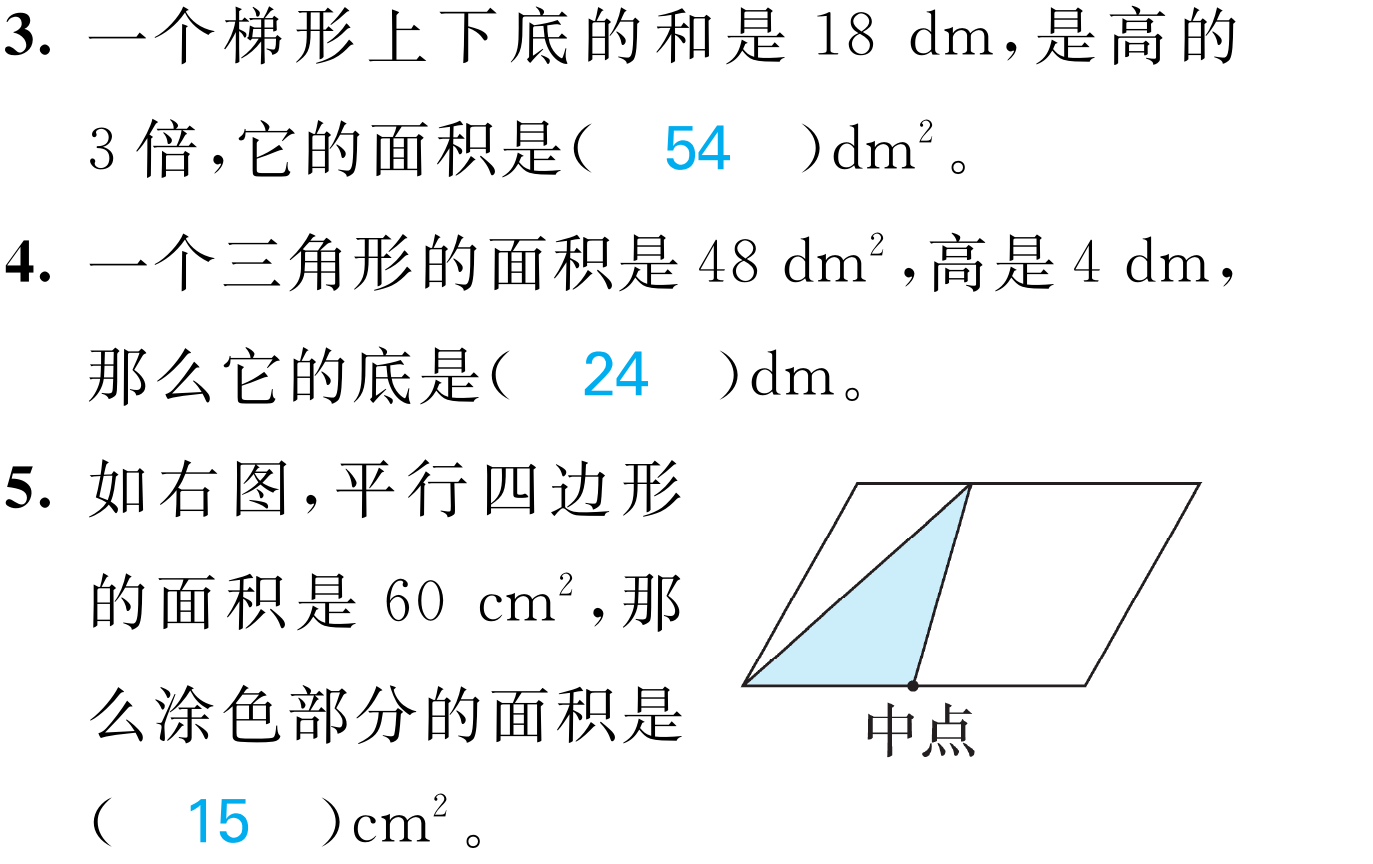 3. 一个梯形上下底的和是 18 dm,是高的
3 倍,它的面积是( 54 )dm²。
4. 一个三角形的面积是 48 dm²,高是 4 dm,
那么它的底是( 24 )dm。
5. 如右图,平行四边形
的面积是 60 cm²,那
么涂色部分的面积是
( 15 )cm²。
中点